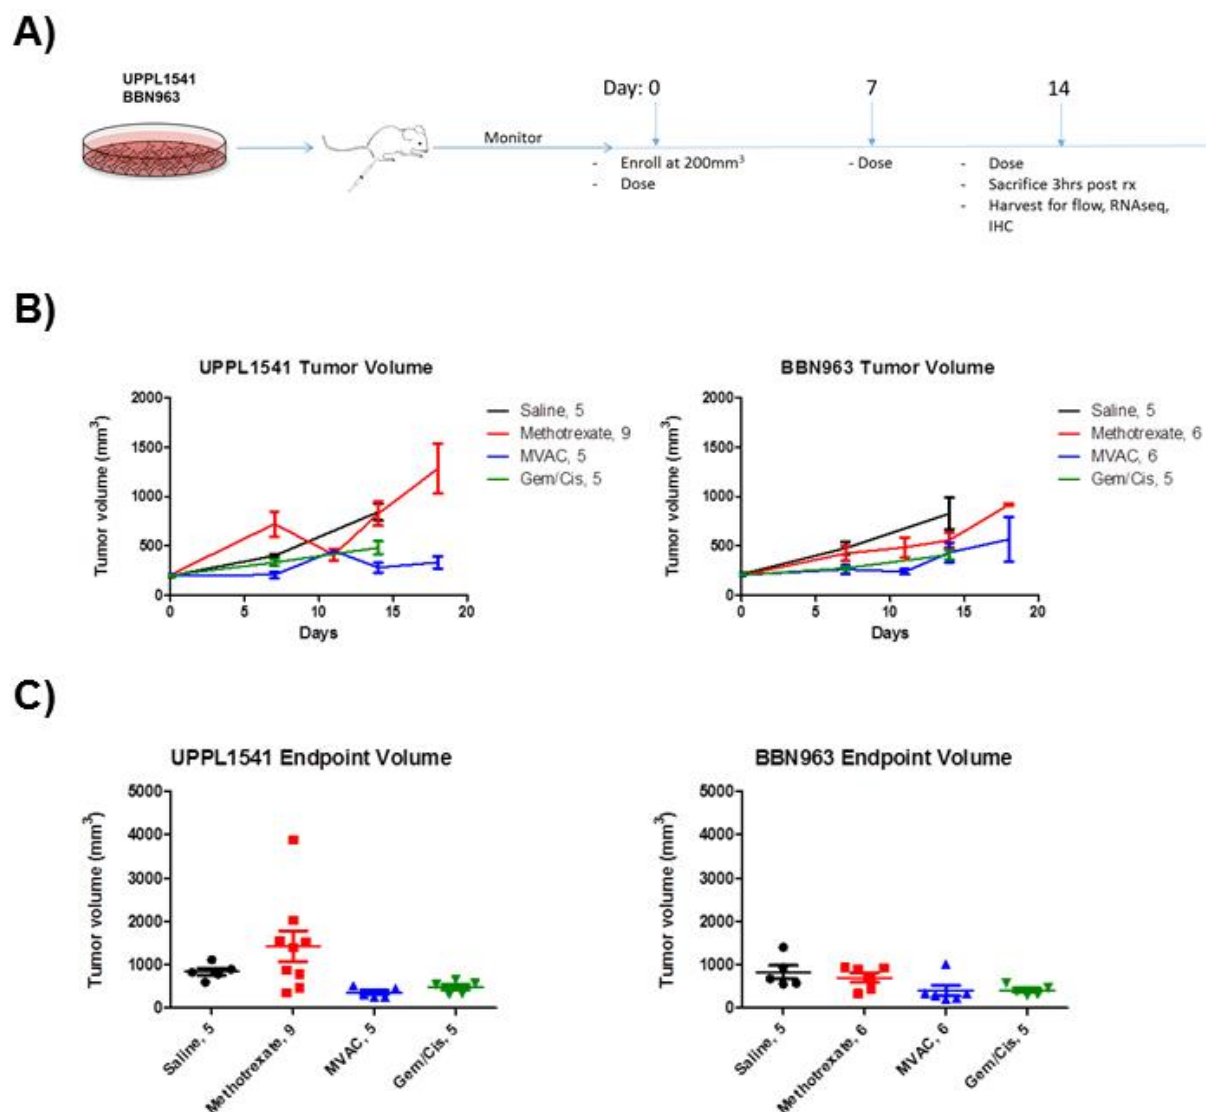 A)
UPPL1541
BBN963
Monitor
Day: 0
7
14
- Enroll at 200mm³
- Dose
- Dose
- Dose
- Sacrifice 3hrs post rx
- Harvest for flow, RNAseq,
IHC
B)
UPPL1541 Tumor Volume
Tumor volume (mm³)
2000
1500
1000
500
0
0 5 10 15 20
Days
Saline, 5
Methotrexate, 9
MVAC, 5
Gem/Cis, 5
BBN963 Tumor Volume
Tumor volume (mm³)
2000
1500
1000
500
0
0 5 10 15 20
Days
Saline, 5
Methotrexate, 6
MVAC, 6
Gem/Cis, 5
C)
UPPL1541 Endpoint Volume
Tumor volume (mm³)
5000
4000
3000
2000
1000
0
Saline, 5
Methotrexate, 9
MVAC, 5
Gem/Cis, 5
BBN963 Endpoint Volume
Tumor volume (mm³)
5000
4000
3000
2000
1000
0
Saline, 5
Methotrexate, 6
MVAC, 6
Gem/Cis, 5